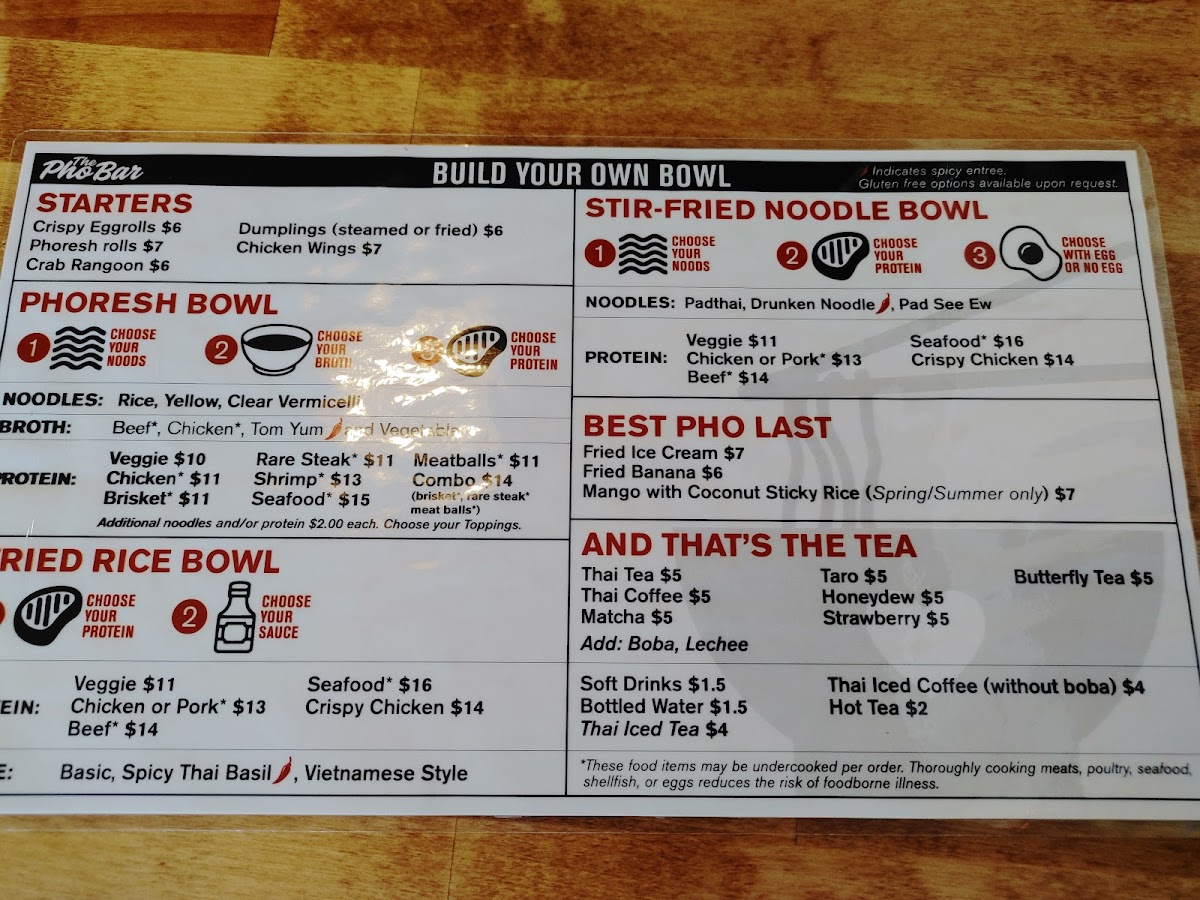 The
Phở Bar
BUILD YOUR OWN BOWL
Indicates spicy entree.
Gluten free options available upon request.
STARTERS
Crispy Eggrolls $6
Phoresh rolls $7
Crab Rangoon $6
Dumplings (steamed or fried) $6
Chicken Wings $7
PHORESH BOWL
1 CHOOSE
YOUR
NOODS
2 CHOOSE
YOUR
BROTH
3 CHOOSE
YOUR
PROTEIN
NOODLES: Rice, Yellow, Clear Vermicelli
BROTH: Beef*, Chicken*, Tom Yum and Vegetable
PROTEIN:
Veggie $10
Chicken* $11
Brisket* $11
Rare Steak* $11
Shrimp* $13
Seafood* $15
Meatballs* $11
Combo $14
(brisket*, rare steak*
meat balls*)
Additional noodles and/or protein $2.00 each. Choose your Toppings.
RIED RICE BOWL
CHOOSE
YOUR
PROTEIN
2 CHOOSE
YOUR
SAUCE
EIN:
Veggie $11
Chicken or Pork* $13
Beef* $14
Seafood* $16
Crispy Chicken $14
E: Basic, Spicy Thai Basil, Vietnamese Style
STIR-FRIED NOODLE BOWL
1 CHOOSE
YOUR
NOODS
2 CHOOSE
YOUR
PROTEIN
3 CHOOSE
WITH EGG
OR NO EGG
NOODLES: Padthai, Drunken Noodle, Pad See Ew
PROTEIN:
Veggie $11
Chicken or Pork* $13
Beef* $14
Seafood* $16
Crispy Chicken $14
BEST PHO LAST
Fried Ice Cream $7
Fried Banana $6
Mango with Coconut Sticky Rice (Spring/Summer only) $7
AND THAT'S THE TEA
Thai Tea $5
Thai Coffee $5
Matcha $5
Taro $5
Honeydew $5
Strawberry $5
Butterfly Tea $5
Add: Boba, Lechee
Soft Drinks $1.5
Bottled Water $1.5
Thai Iced Tea $4
Thai Iced Coffee (without boba) $4
Hot Tea $2
*These food items may be undercooked per order. Thoroughly cooking meats, poultry, seafood,
shellfish, or eggs reduces the risk of foodborne illness.